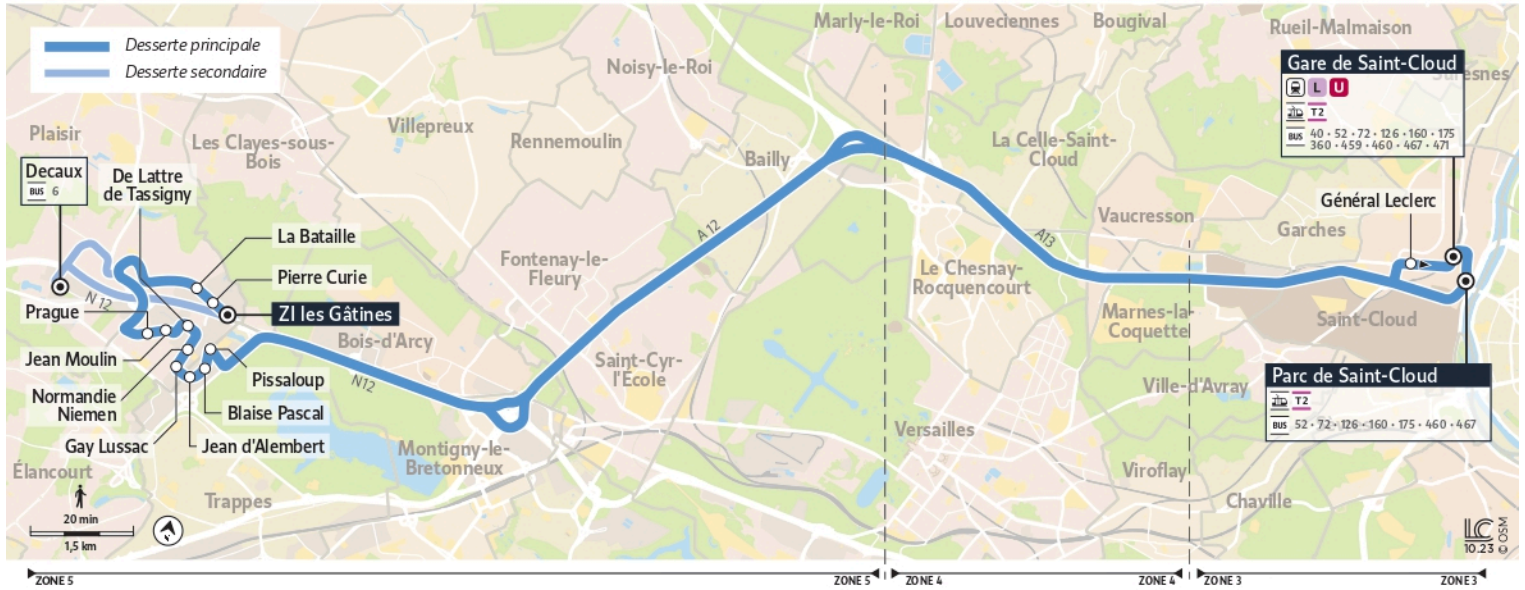 Desserte principale
Desserte secondaire
Marly-le-Roi
Louveciennes
Bougival
Rueil-Malmaison
Suresnes
Noisy-le-Roi
Gare de Saint-Cloud
L U
T2
BUS 40 · 52 · 72 · 126 · 160 · 175
360 · 459 · 460 · 467 · 471
Plaisir
Les Clayes-sous-
Bois
Villepreux
Rennemoulin
Bailly
La Celle-Saint-
Cloud
Decaux
BUS 6
De Lattre
de Tassigny
Général Leclerc
Vaucresson
Garches
La Bataille
Pierre Curie
ZI les Gâtines
A 12
A13
Fontenay-le-
Fleury
Le Chesnay-
Rocquencourt
N 12
Prague
Jean Moulin
Normandie
Niemen
Gay Lussac
Jean d'Alembert
Blaise Pascal
Pissaloup
Bois-d'Arcy
N12
Saint-Cyr-
l'École
Marnes-la-
Coquette
Saint-Cloud
Parc de Saint-Cloud
T2
BUS 52 · 72 · 126 · 160 · 175 · 460 · 467
Ville-d'Avray
Versailles
Viroflay
Chaville
Montigny-le-
Bretonneux
Élancourt
Trappes
20 min
1,5 km
LC
10.23
© OSM
ZONE 5
ZONE 5
ZONE 4
ZONE 4
ZONE 3
ZONE 3